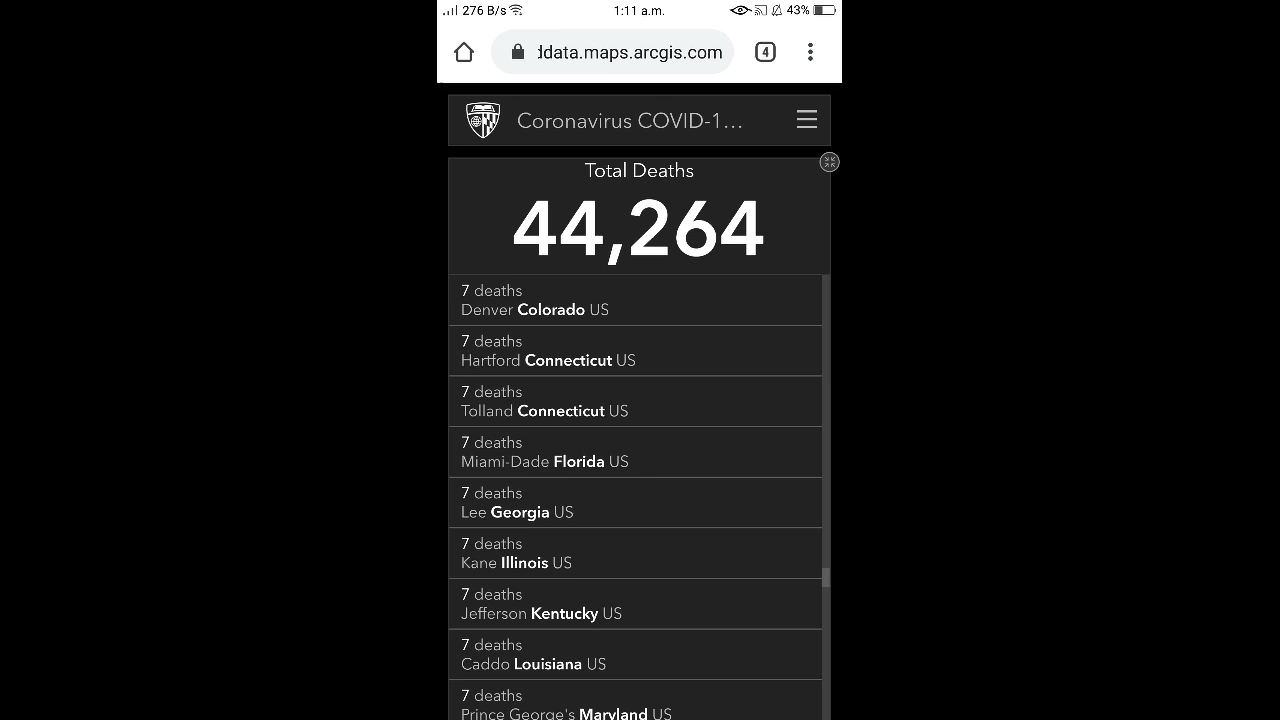 276 B/s 1:11 a.m. 43%
ddata.maps.arcgis.com 4
Coronavirus COVID-1...
Total Deaths
44,264
7 deaths
Denver Colorado US
7 deaths
Hartford Connecticut US
7 deaths
Tolland Connecticut US
7 deaths
Miami-Dade Florida US
7 deaths
Lee Georgia US
7 deaths
Kane Illinois US
7 deaths
Jefferson Kentucky US
7 deaths
Caddo Louisiana US
7 deaths
Prince George's Maryland US